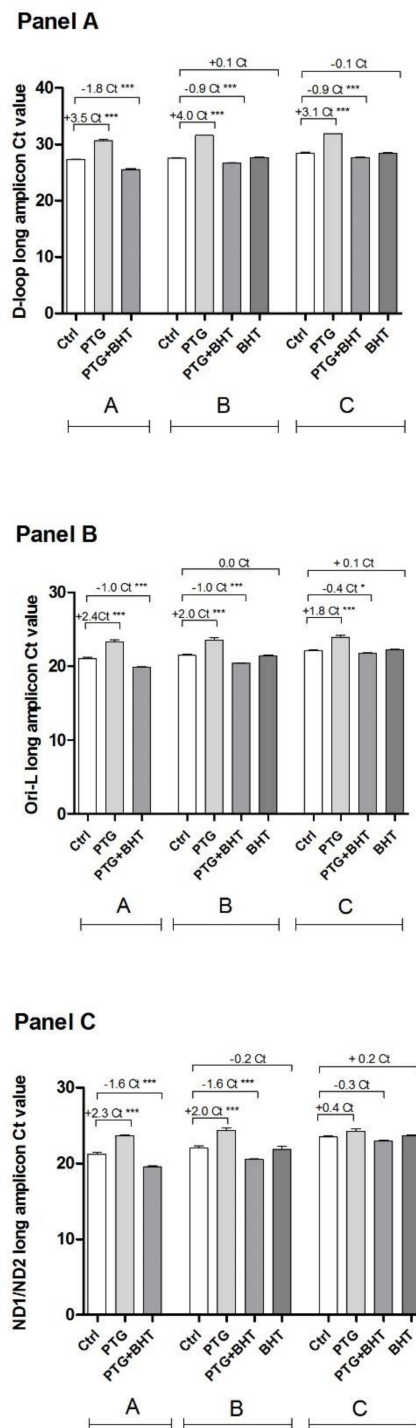 Panel A
+0.1 Ct
-0.1 Ct
-1.8 Ct ***
-0.9 Ct ***
-0.9 Ct ***
+3.5 Ct ***
+4.0 Ct ***
+3.1 Ct ***
D-loop long amplicon Ct value
40
30
20
10
0
Ctrl
PTG
PTG+BHT
Ctrl
PTG
PTG+BHT
BHT
Ctrl
PTG
PTG+BHT
BHT
A
B
C
Panel B
0.0 Ct
+ 0.1 Ct
-1.0 Ct ***
-1.0 Ct ***
-0.4 Ct *
+2.4Ct ***
+2.0 Ct ***
+1.8 Ct ***
Ori-L long amplicon Ct value
30
20
10
0
Ctrl
PTG
PTG+BHT
Ctrl
PTG
PTG+BHT
BHT
Ctrl
PTG
PTG+BHT
BHT
A
B
C
Panel C
-0.2 Ct
+ 0.2 Ct
-1.6 Ct ***
-1.6 Ct ***
-0.3 Ct
+2.3 Ct ***
+2.0 Ct ***
+0.4 Ct
ND1/ND2 long amplicon Ct value
30
20
10
0
Ctrl
PTG
PTG+BHT
Ctrl
PTG
PTG+BHT
BHT
Ctrl
PTG
PTG+BHT
BHT
A
B
C